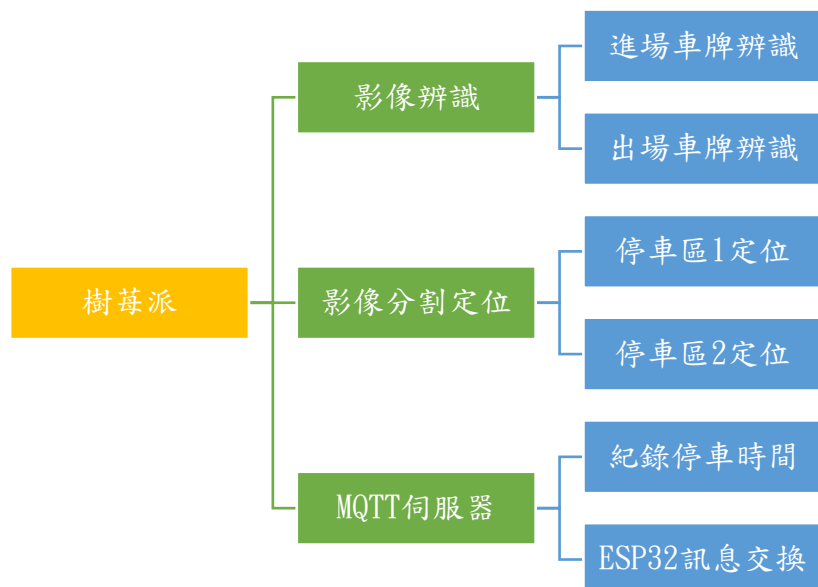 樹莓派
影像辨識
進場車牌辨識
出場車牌辨識
影像分割定位
停車區1定位
停車區2定位
MQTT伺服器
紀錄停車時間
ESP32訊息交換